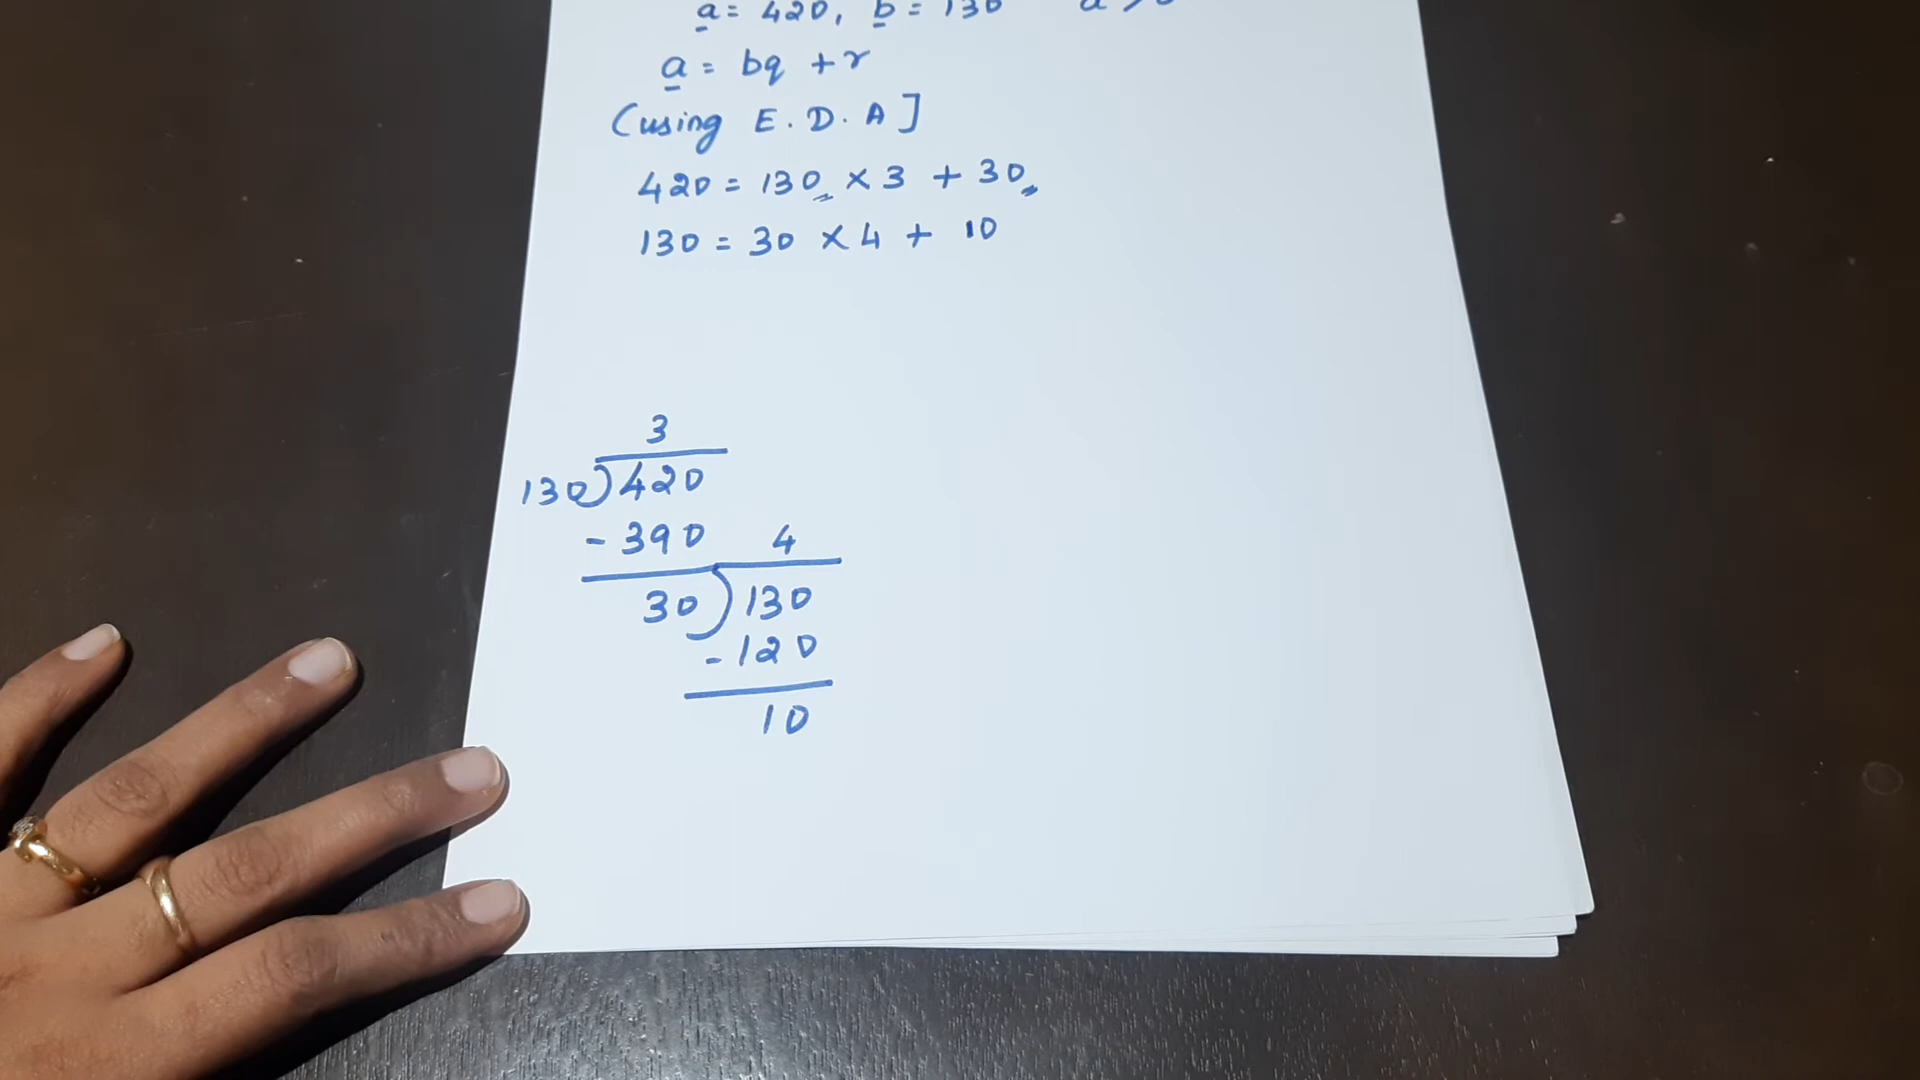 a = 420, b = 130 a >
a = bq + r
(using E.D.A]
420 = 130 × 3 + 30
130 = 30 × 4 + 10
3
130)420
-390 4
30)130
-120
10